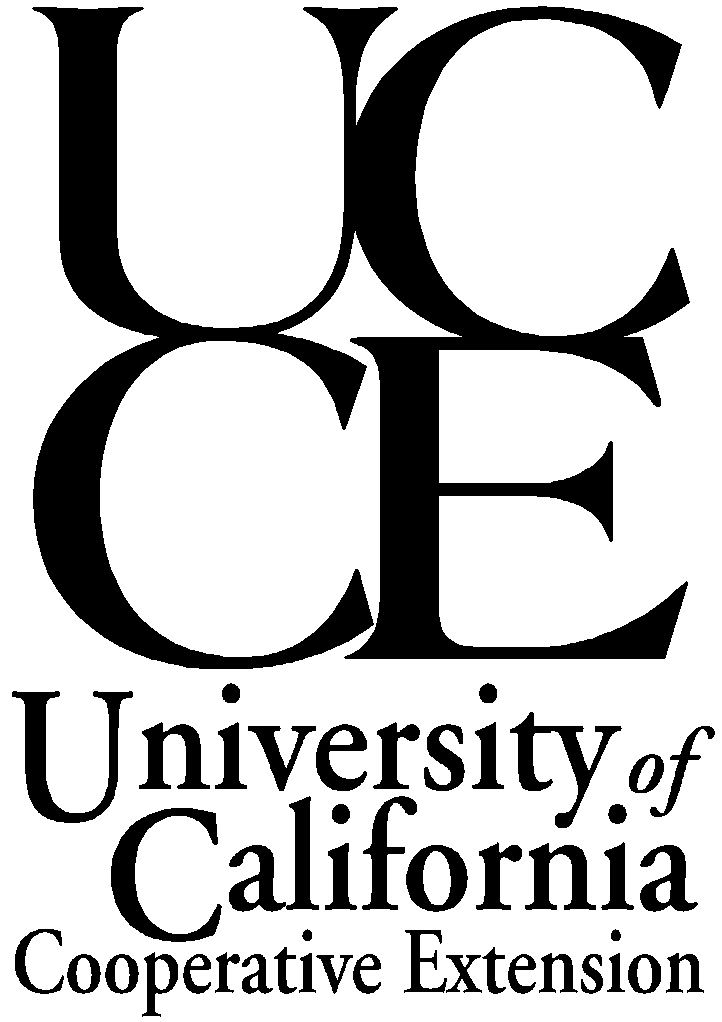 UC
CE
University of
California
Cooperative Extension